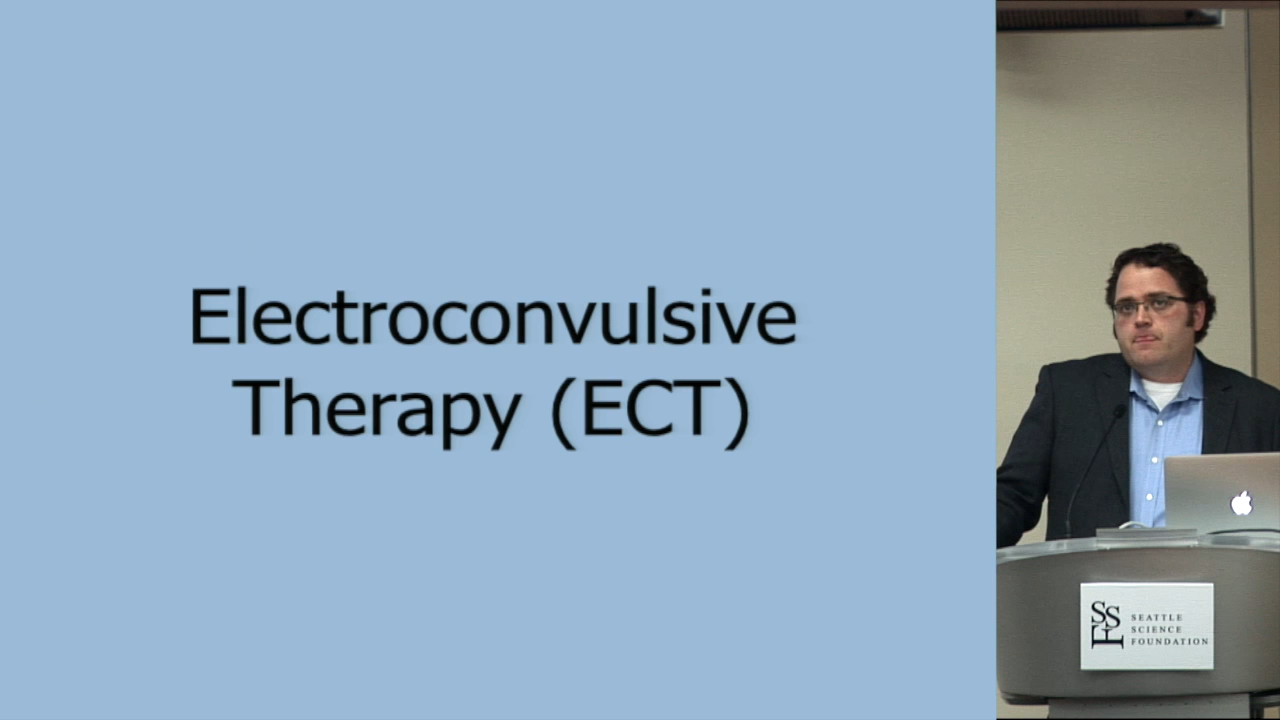 Electroconvulsive
Therapy (ECT)
SSF
SEATTLE
SCIENCE
FOUNDATION